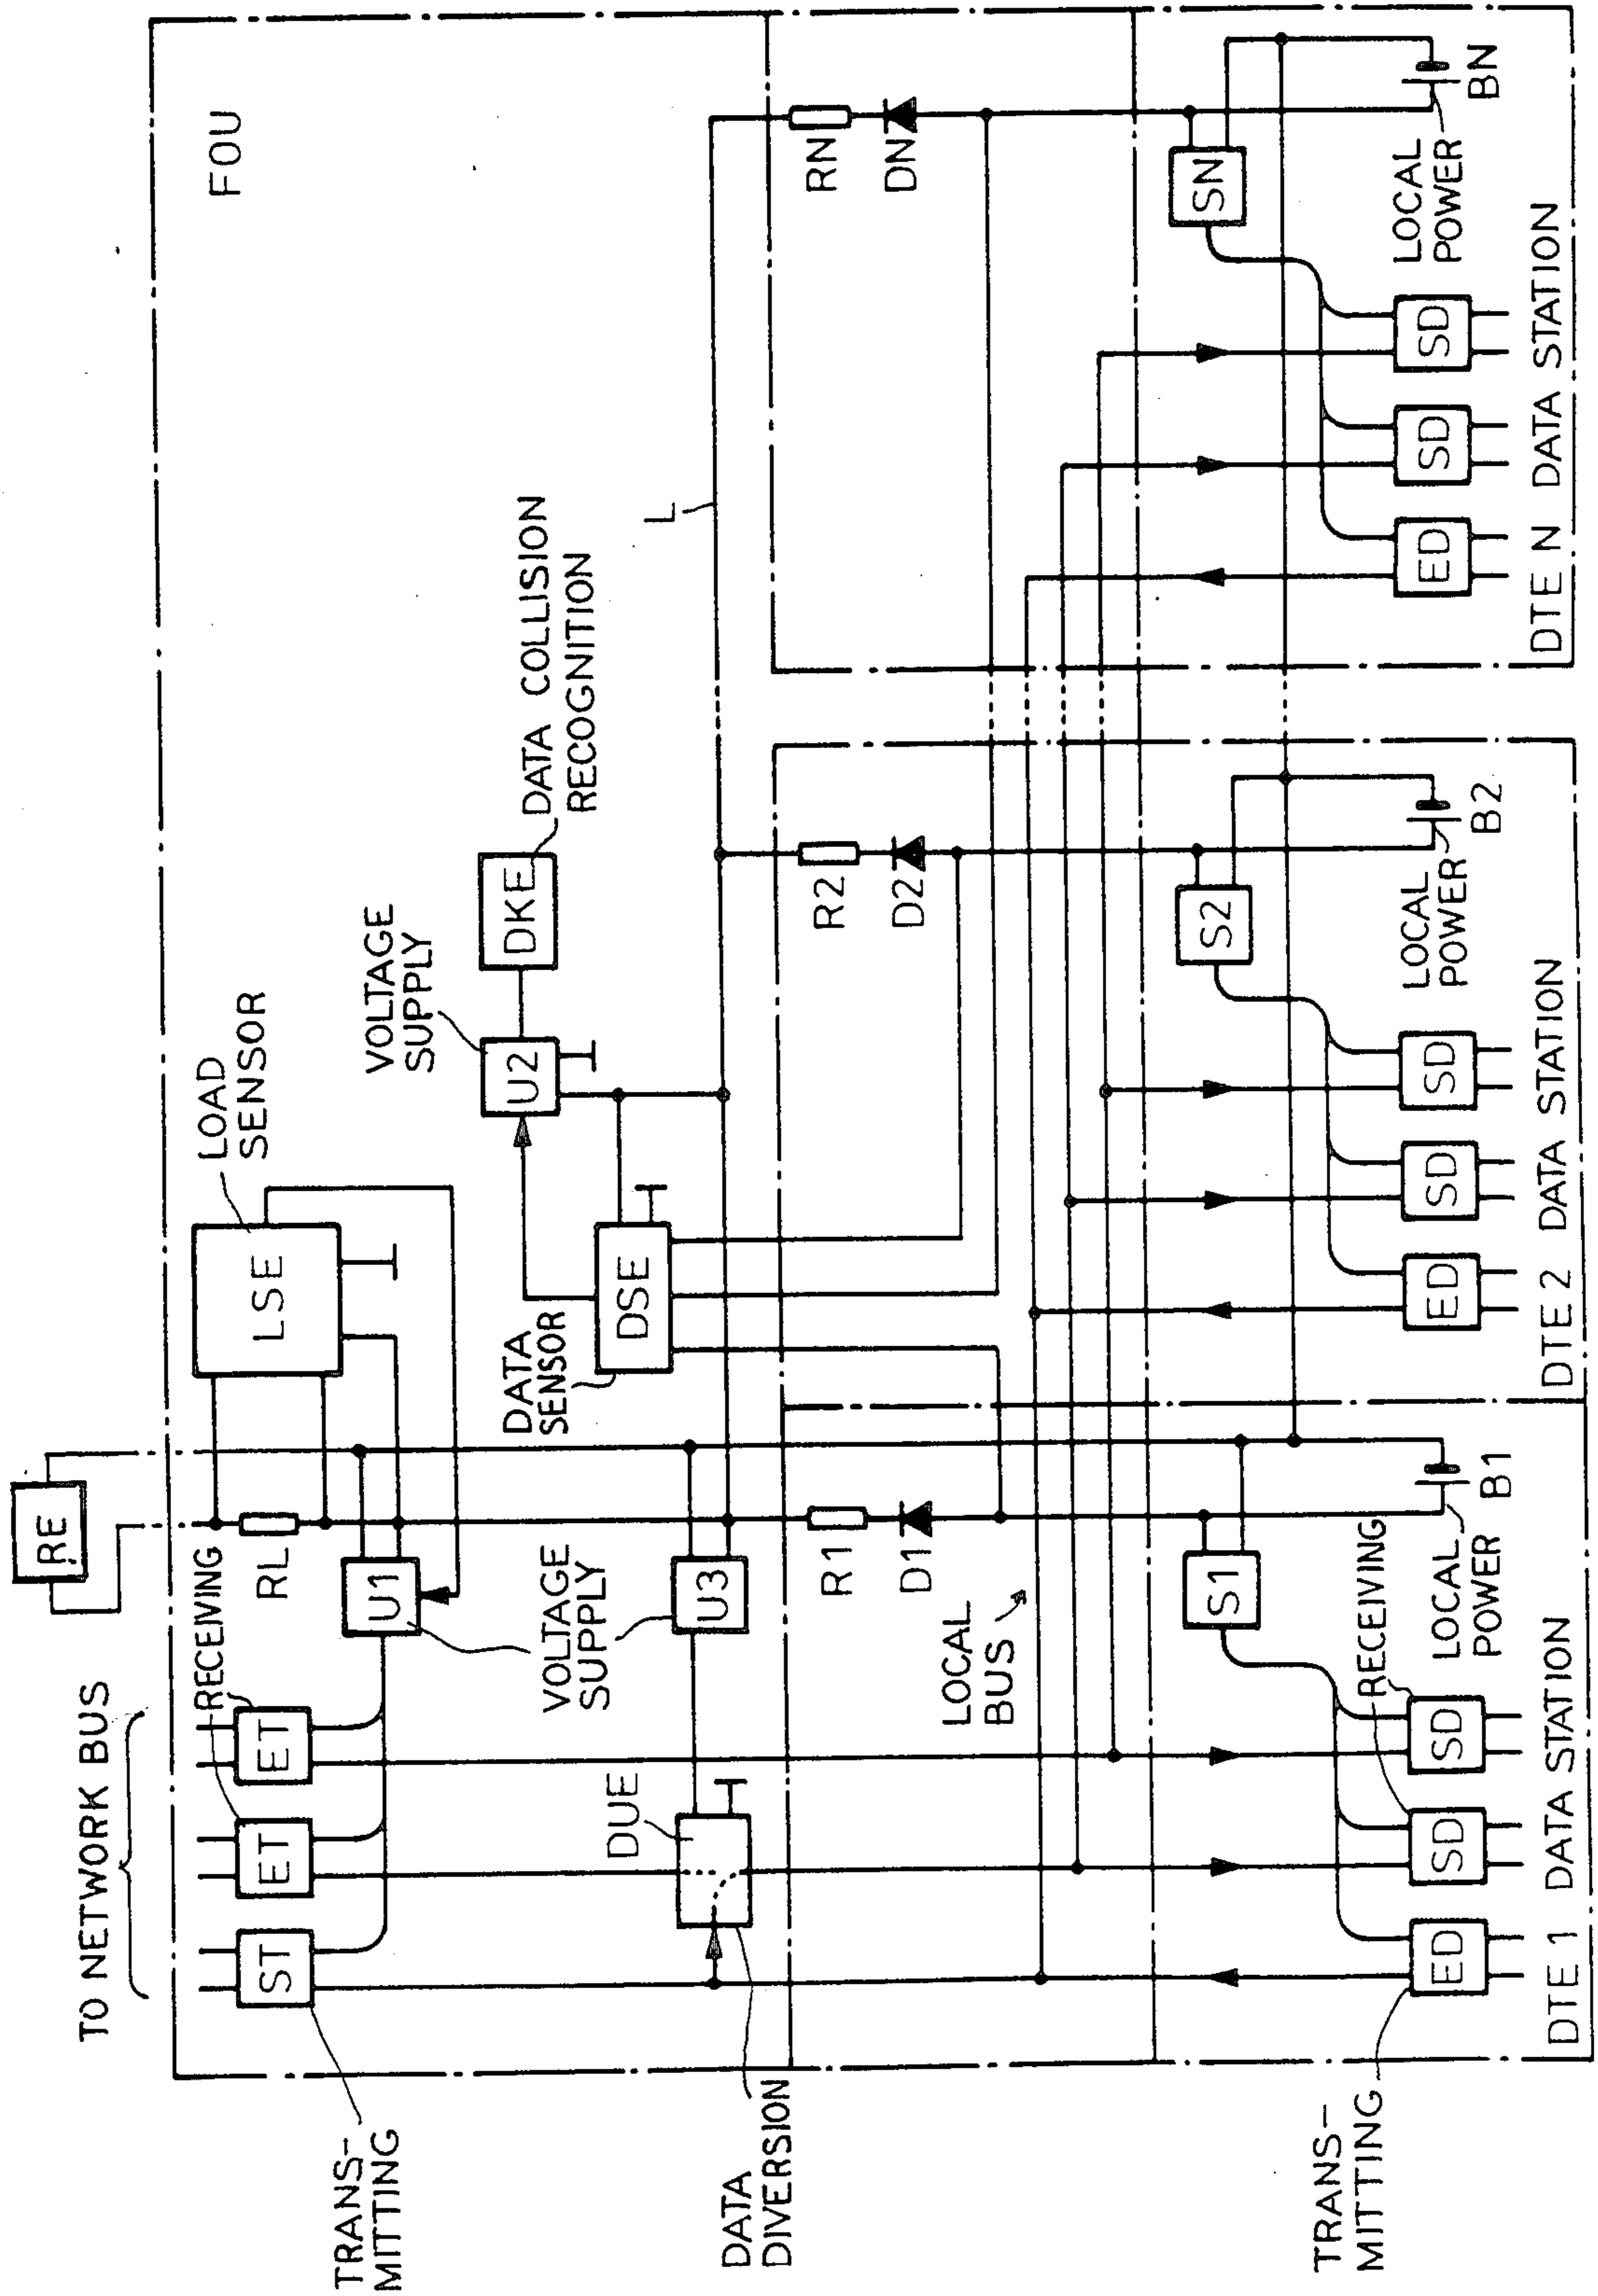 TO NETWORK BUS
RE
RECEIVING
ST
ET
ET
RL
U1
LSE
LOAD
SENSOR
FOU
TRANS-
MITTING
VOLTAGE
SUPPLY
VOLTAGE
SUPPLY
U2
DKE
DATA COLLISION
RECOGNITION
DUE
U3
DATA
SENSOR
DSE
L
DATA
DIVERSION
R1
D1
R2
D2
RN
DN
LOCAL
BUS
S1
S2
SN
RECEIVING
LOCAL
POWER
B1
LOCAL
POWER
B2
LOCAL
POWER
BN
ED
SD
SD
ED
SD
SD
ED
SD
SD
TRANS-
MITTING
DTE 1 DATA STATION
DTE 2 DATA STATION
DTE N DATA STATION